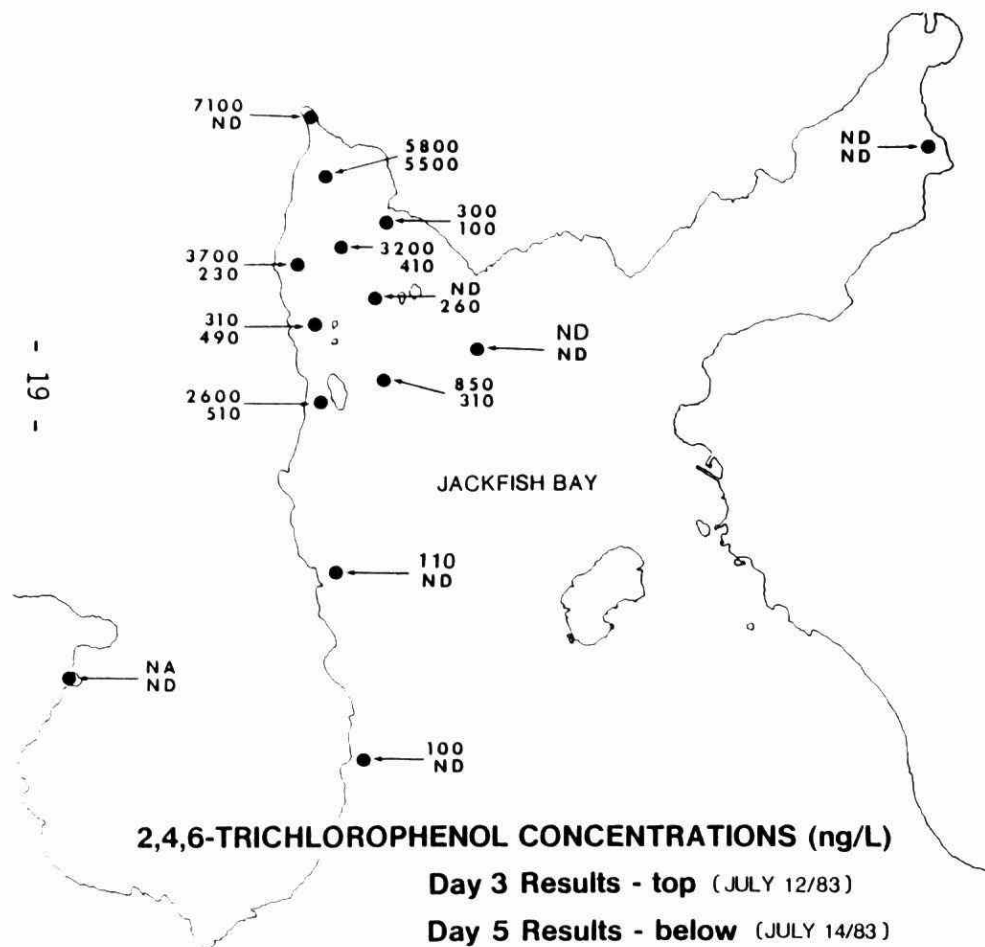 7100
ND
5800
5500
ND
ND
300
100
3200
410
3700
230
ND
260
310
490
ND
ND
- 19 -
850
310
2600
510
JACKFISH BAY
110
ND
NA
ND
100
ND
2,4,6-TRICHLOROPHENOL CONCENTRATIONS (ng/L)
Day 3 Results - top (JULY 12/83)
Day 5 Results - below (JULY 14/83)